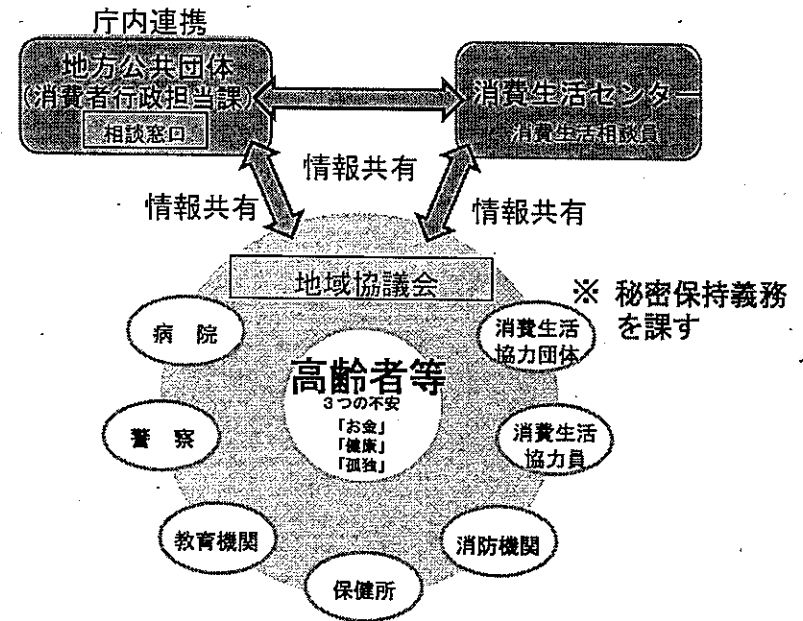 庁内連携
地方公共団体
(消費者行政担当課)
相談窓口
消費生活センター
消費生活相談員
情報共有
情報共有
情報共有
地域協議会
※ 秘密保持義務
を課す
病 院
消費生活
協力団体
高齢者等
3つの不安
「お金」
「健康」
「孤独」
警 察
消費生活
協力員
教育機関
消防機関
保健所